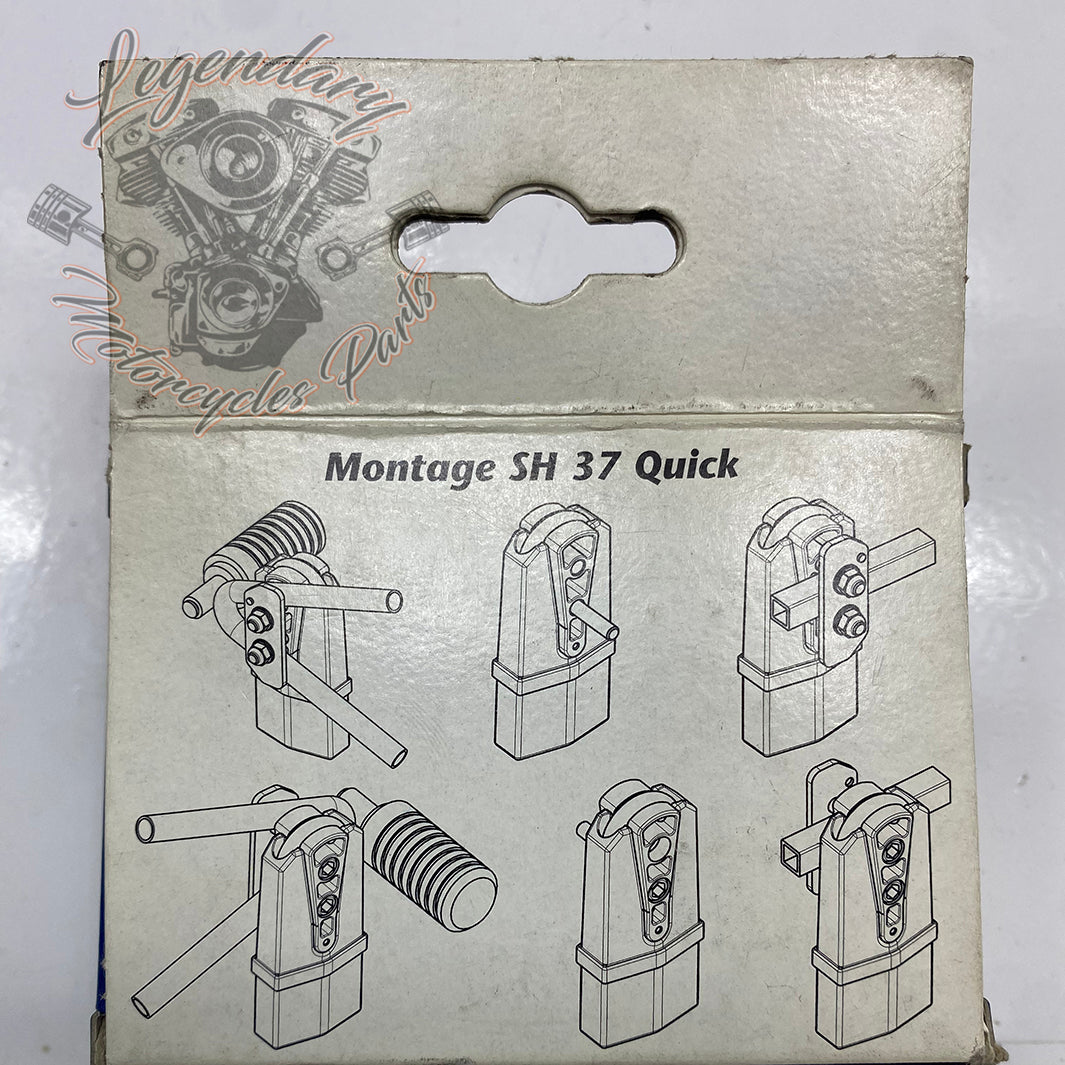 Legendary
Motorcycles Parts
Montage SH 37 Quick